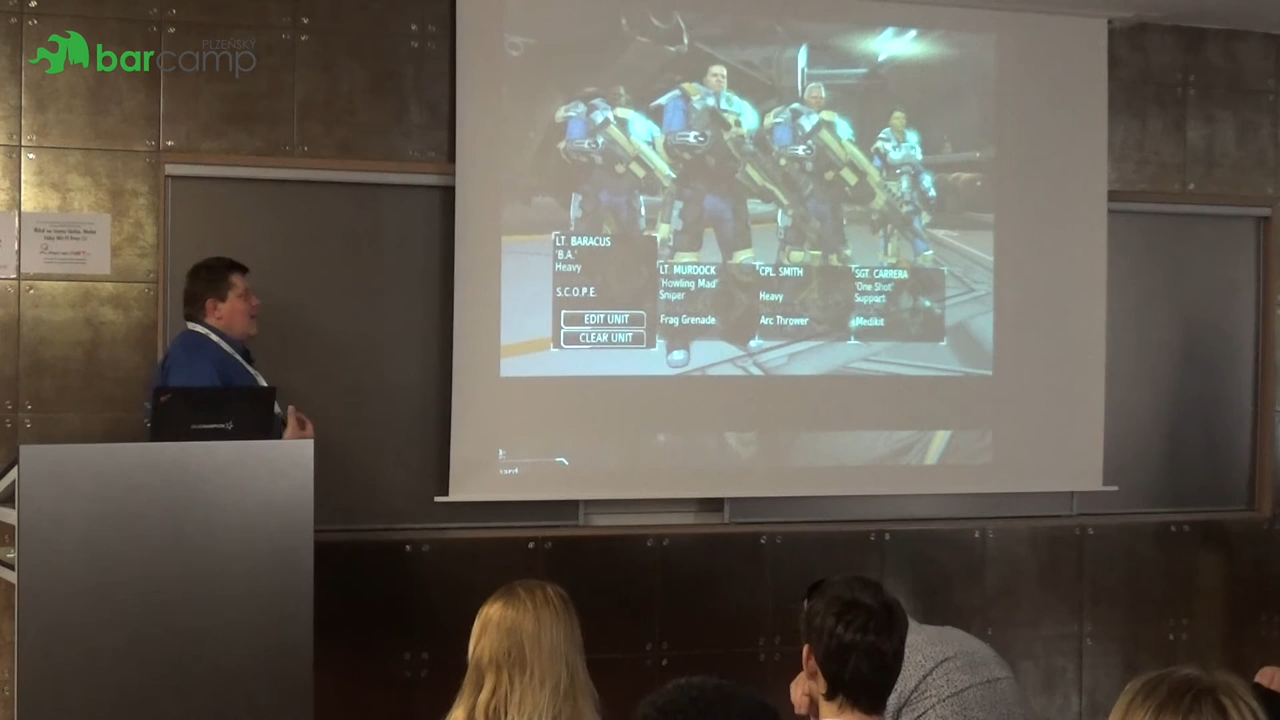 PLZEŇSKÝ
barcamp
LT. BARACUS
'B.A.'
Heavy
S.C.O.P.E.
EDIT UNIT
CLEAR UNIT
LT MURDOCK
'Howling Mad'
Sniper
Frag Grenade
CPL. SMITH
Heavy
Arc Thrower
SGT. CARRERA
'One Shot'
Support
Medikit